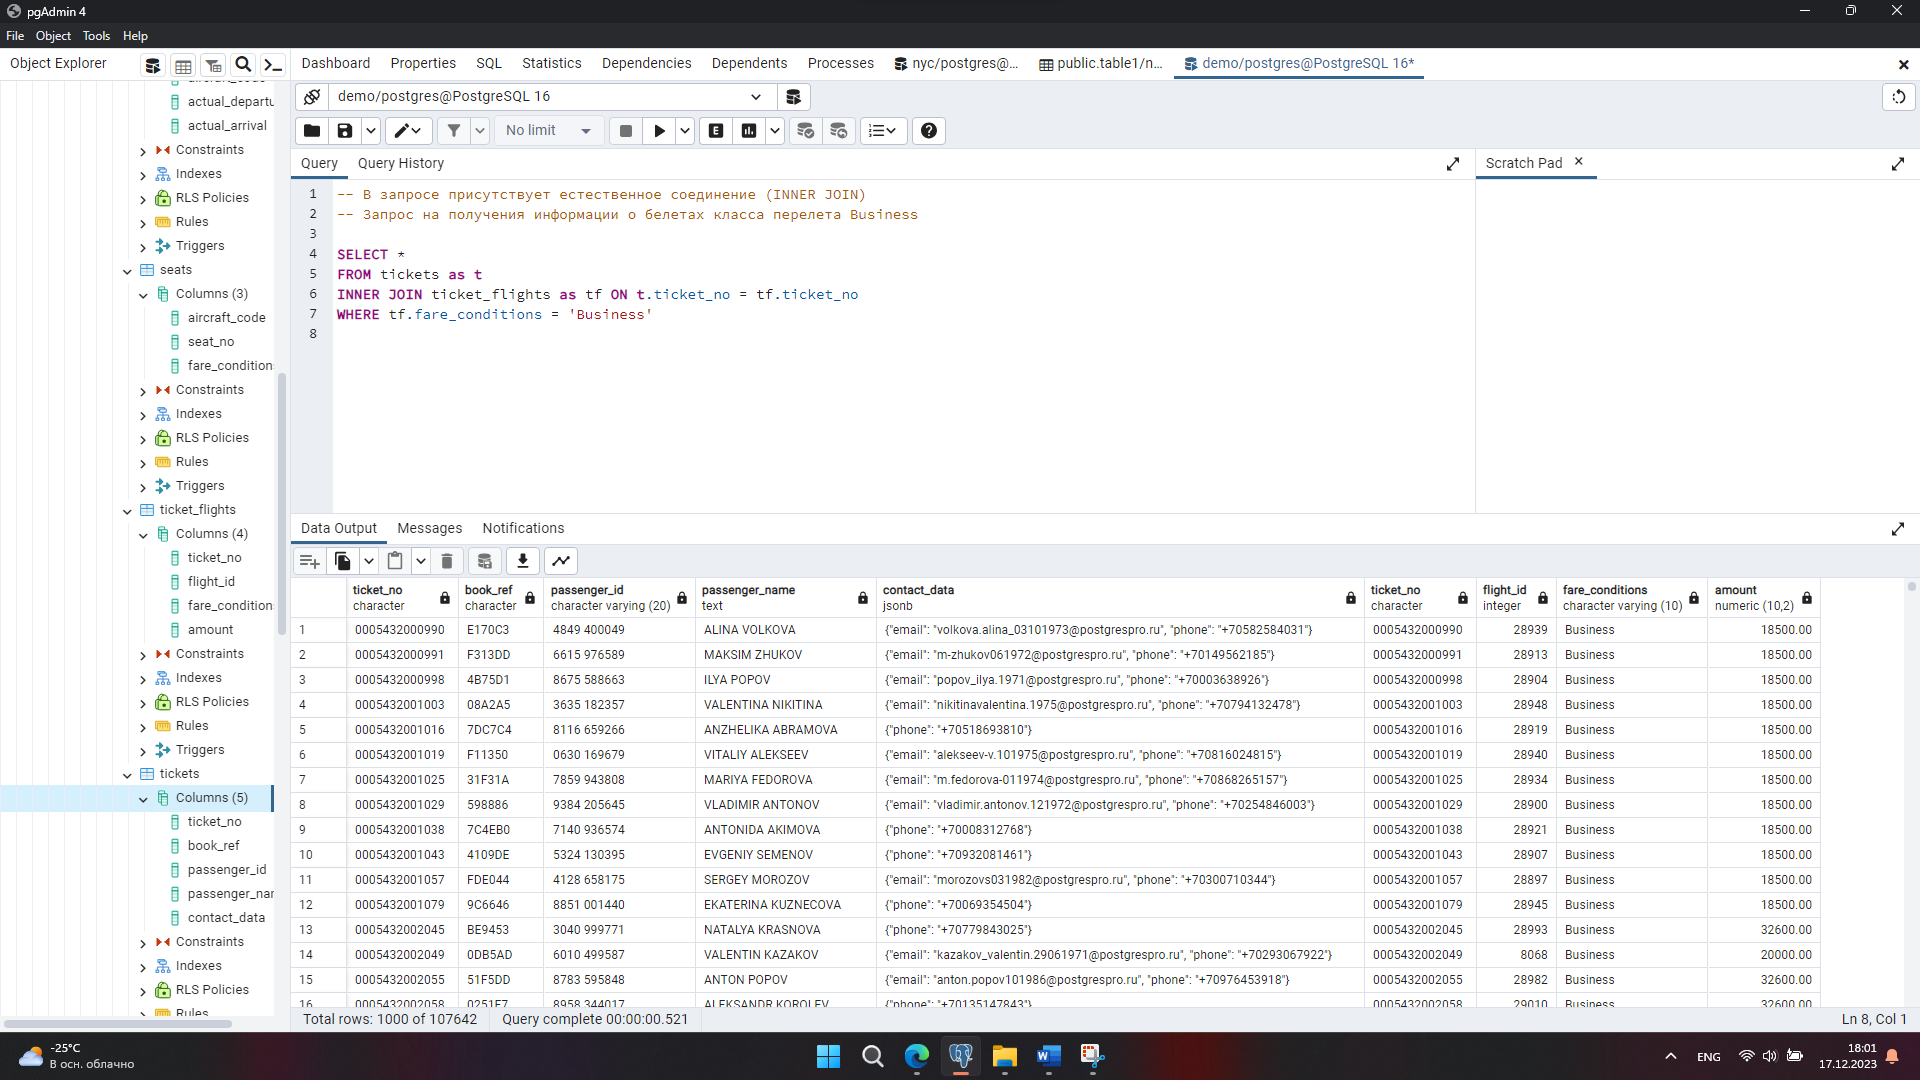 pgAdmin 4
File Object Tools Help
Object Explorer
Dashboard Properties SQL Statistics Dependencies Dependents Processes nyc/postgres@... public.table1/n... demo/postgres@PostgreSQL 16*
demo/postgres@PostgreSQL 16
No limit
actual_departu
actual_arrival
Constraints
Indexes
RLS Policies
Rules
Triggers
seats
Columns (3)
aircraft_code
seat_no
fare_condition
Constraints
Indexes
RLS Policies
Rules
Triggers
ticket_flights
Columns (4)
ticket_no
flight_id
fare_condition
amount
Constraints
Indexes
RLS Policies
Rules
Triggers
tickets
Columns (5)
ticket_no
book_ref
passenger_id
passenger_nar
contact_data
Constraints
Indexes
RLS Policies
Rules
Query Query History
Scratch Pad
1 -- В запросе присутствует естественное соединение (INNER JOIN)
2 -- Запрос на получения информации о белетах класса перелета Business
3
4 SELECT *
5 FROM tickets as t
6 INNER JOIN ticket_flights as tf ON t.ticket_no = tf.ticket_no
7 WHERE tf.fare_conditions = 'Business'
8
Data Output Messages Notifications
ticket_no book_ref passenger_id passenger_name contact_data ticket_no flight_id fare_conditions amount
character character character varying (20) text jsonb character integer character varying (10) numeric (10,2)
1 0005432000990 E170C3 4849 400049 ALINA VOLKOVA {"email": "volkova.alina_03101973@postgrespro.ru", "phone": "+70582584031"} 0005432000990 28939 Business 18500.00
2 0005432000991 F313DD 6615 976589 MAKSIM ZHUKOV {"email": "m-zhukov061972@postgrespro.ru", "phone": "+70149562185"} 0005432000991 28913 Business 18500.00
3 0005432000998 4B75D1 8675 588663 ILYA POPOV {"email": "popov_ilya.1971@postgrespro.ru", "phone": "+70003638926"} 0005432000998 28904 Business 18500.00
4 0005432001003 08A2A5 3635 182357 VALENTINA NIKITINA {"email": "nikitinavalentina.1975@postgrespro.ru", "phone": "+70794132478"} 0005432001003 28948 Business 18500.00
5 0005432001016 7DC7C4 8116 659266 ANZHELIKA ABRAMOVA {"phone": "+70518693810"} 0005432001016 28919 Business 18500.00
6 0005432001019 F11350 0630 169679 VITALIY ALEKSEEV {"email": "alekseev-v.101975@postgrespro.ru", "phone": "+70816024815"} 0005432001019 28940 Business 18500.00
7 0005432001025 31F31A 7859 943808 MARIYA FEDOROVA {"email": "m.fedorova-011974@postgrespro.ru", "phone": "+70868265157"} 0005432001025 28934 Business 18500.00
8 0005432001029 598886 9384 205645 VLADIMIR ANTONOV {"email": "vladimir.antonov.121972@postgrespro.ru", "phone": "+70254846003"} 0005432001029 28900 Business 18500.00
9 0005432001038 7C4EB0 7140 936574 ANTONIDA AKIMOVA {"phone": "+70008312768"} 0005432001038 28921 Business 18500.00
10 0005432001043 4109DE 5324 130395 EVGENIY SEMENOV {"phone": "+70932081461"} 0005432001043 28907 Business 18500.00
11 0005432001057 FDE044 4128 658175 SERGEY MOROZOV {"email": "morozovs031982@postgrespro.ru", "phone": "+70300710344"} 0005432001057 28897 Business 18500.00
12 0005432001079 9C6646 8851 001440 EKATERINA KUZNECOVA {"phone": "+70069354504"} 0005432001079 28945 Business 18500.00
13 0005432002045 BE9453 3040 999771 NATALYA KRASNOVA {"phone": "+70779843025"} 0005432002045 28993 Business 32600.00
14 0005432002049 0DB5AD 6010 499587 VALENTIN KAZAKOV {"email": "kazakov_valentin.29061971@postgrespro.ru", "phone": "+70293067922"} 0005432002049 8068 Business 20000.00
15 0005432002055 51F5DD 8783 595848 ANTON POPOV {"email": "anton.popov101986@postgrespro.ru", "phone": "+70976453918"} 0005432002055 28982 Business 32600.00
16 0005432002058 0251E7 8958 344017 ALEKSANDR KOROLEV {"phone": "+70135147843"} 0005432002058 29010 Business 32600.00
Total rows: 1000 of 107642 Query complete 00:00:00.521 Ln 8, Col 1
-25°C
В осн. облачно
ENG
18:01
17.12.2023